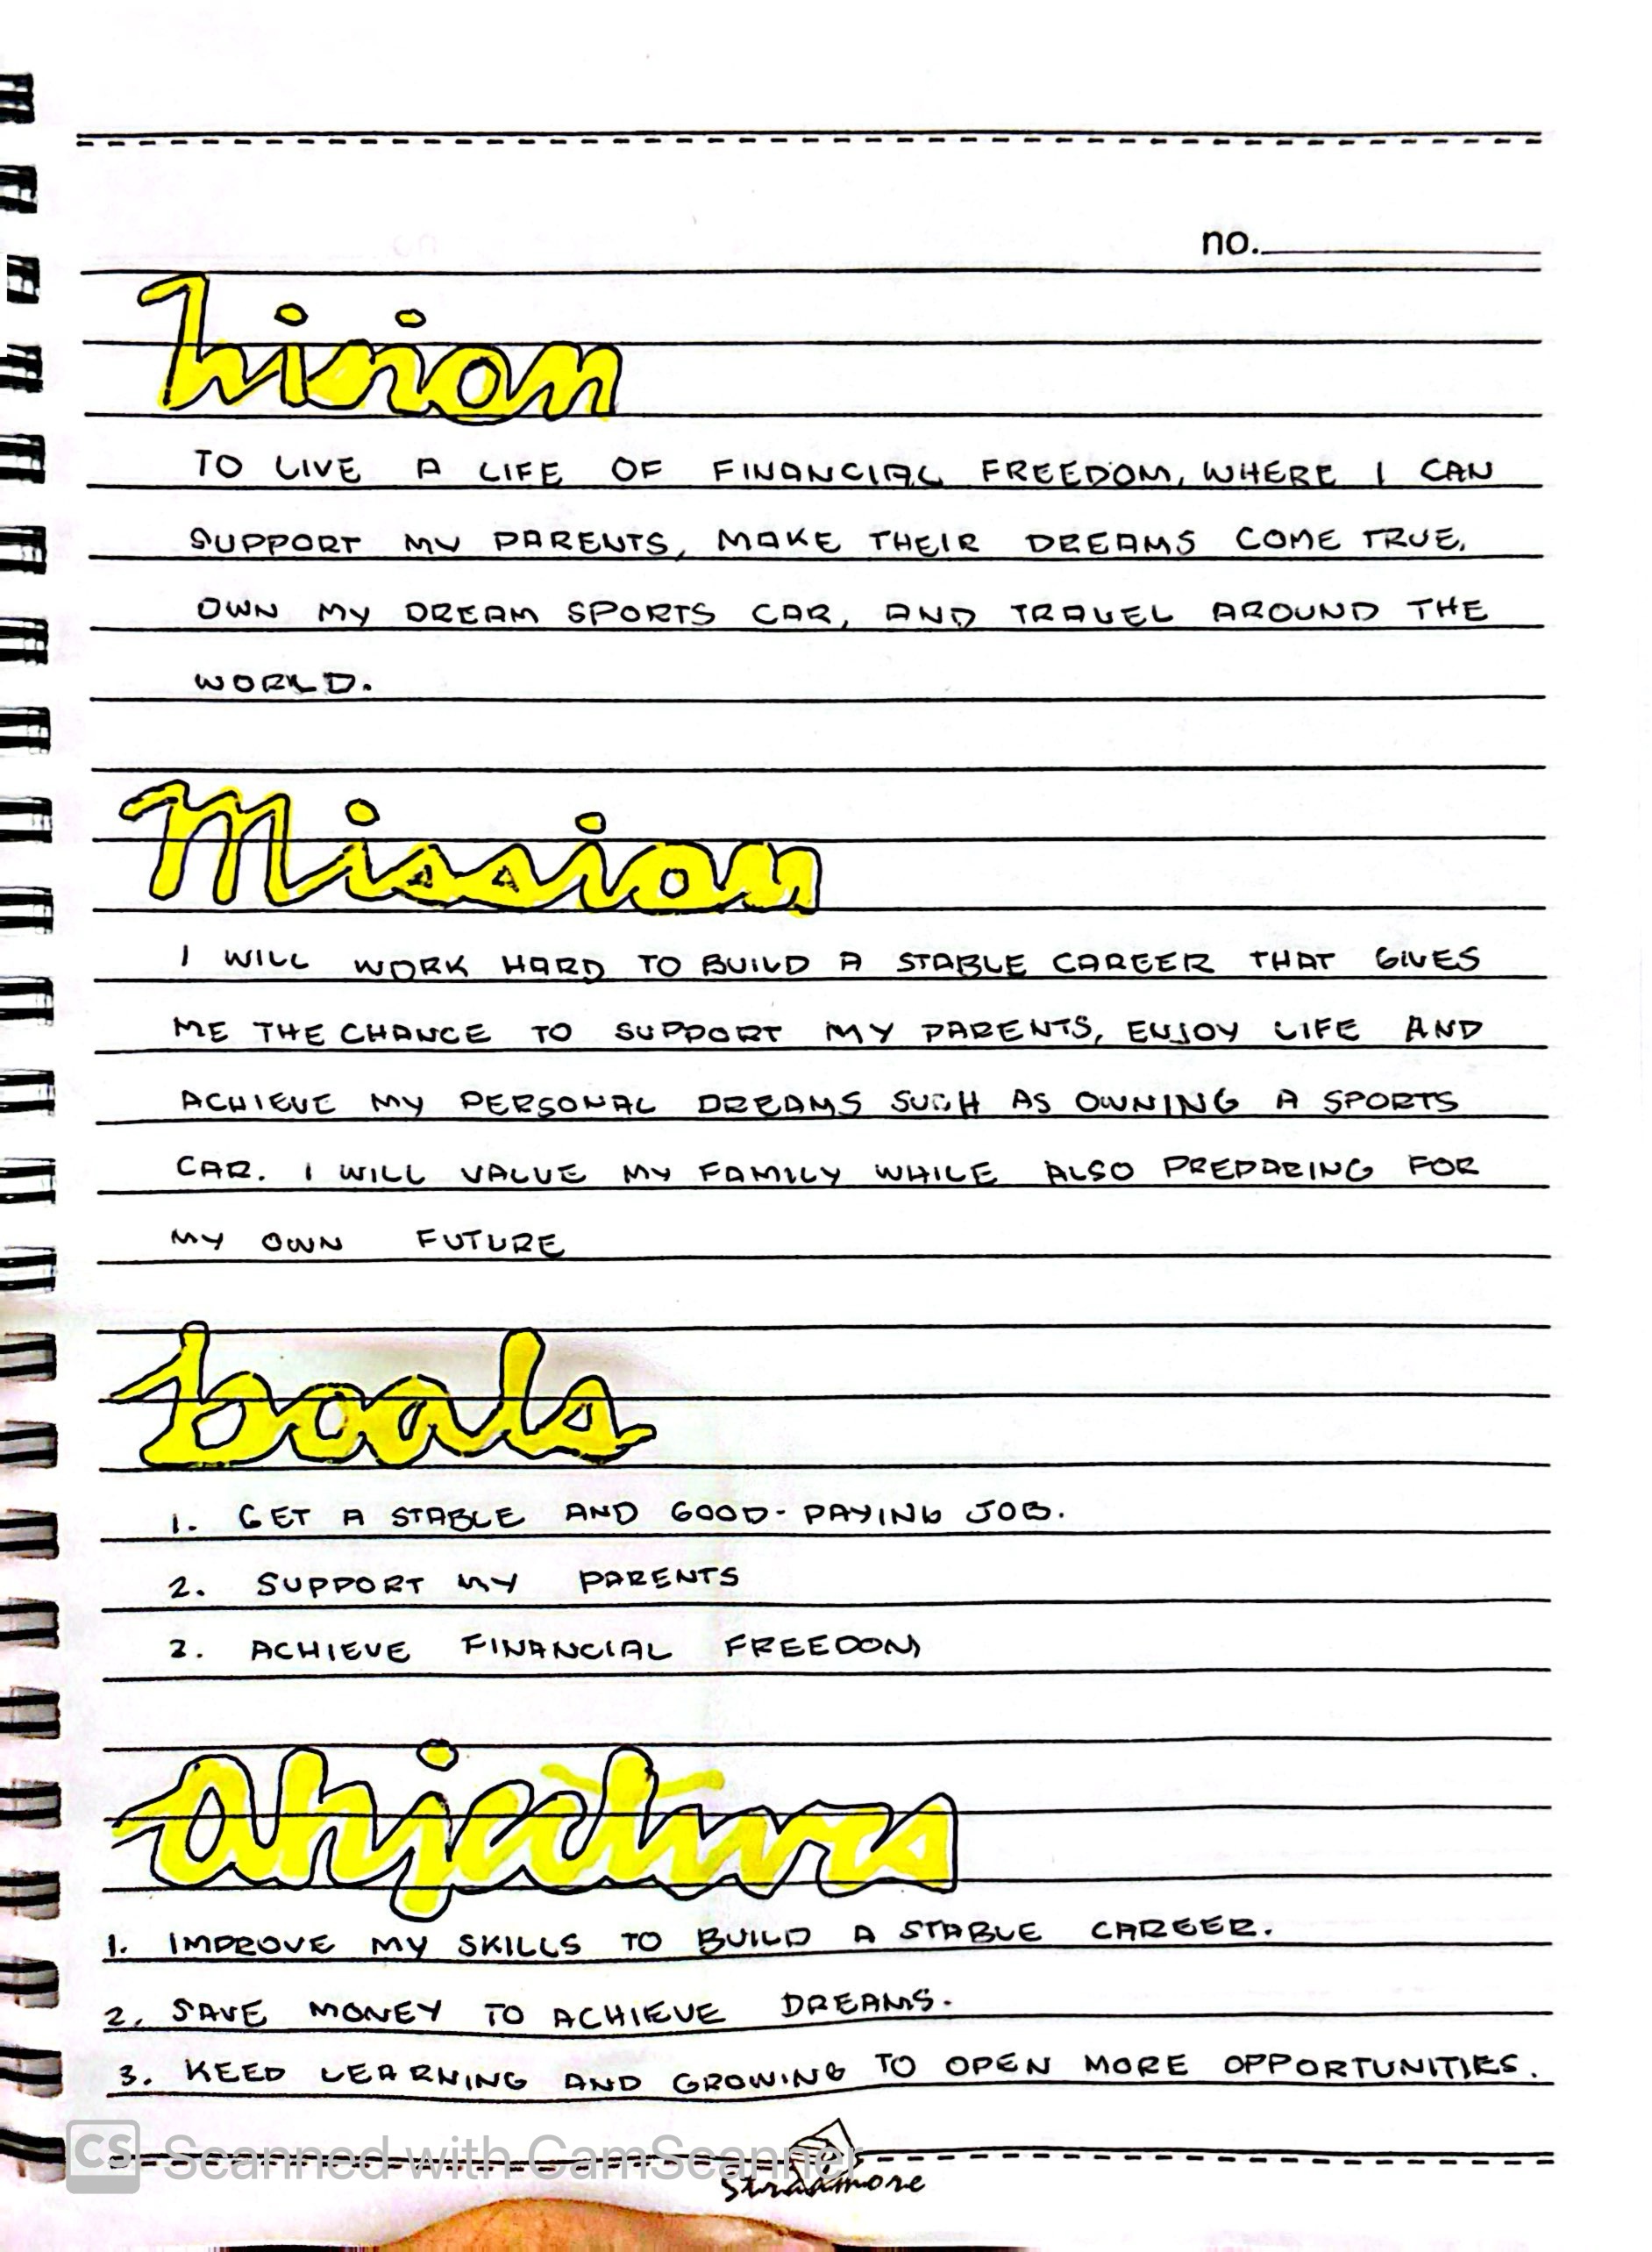 no.
Vision
TO LIVE A LIFE OF FINANCIAL FREEDOM, WHERE I CAN
SUPPORT MY PARENTS, MAKE THEIR DREAMS COME TRUE,
OWN MY DREAM SPORTS CAR, AND TRAVEL AROUND THE
WORLD.
Mission
I WILL WORK HARD TO BUILD A STABLE CAREER THAT GIVES
ME THE CHANCE TO SUPPORT MY PARENTS, ENJOY LIFE AND
ACHIEVE MY PERSONAL DREAMS SUCH AS OWNING A SPORTS
CAR. I WILL VALUE MY FAMILY WHILE ALSO PREPARING FOR
MY OWN FUTURE
Goals
1. GET A STABLE AND GOOD-PAYING JOB.
2. SUPPORT MY PARENTS
3. ACHIEVE FINANCIAL FREEDOM
Objectives
1. IMPROVE MY SKILLS TO BUILD A STABLE CAREER.
2. SAVE MONEY TO ACHIEVE DREAMS.
3. KEEP LEARNING AND GROWING TO OPEN MORE OPPORTUNITIES.
CS Scanned with CamScanner
Stradmore